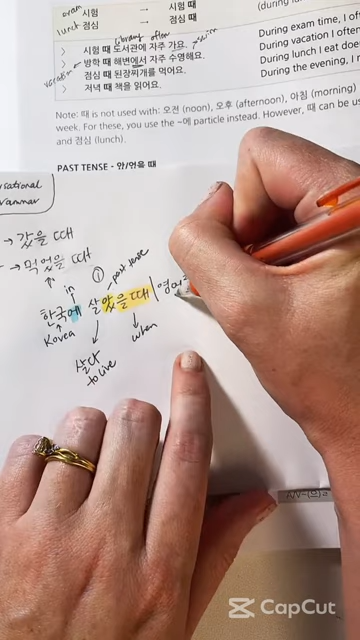 exam
시험 → 시험 때
lunch 점심 → 점심 때
library often
> 시험 때 도서관에 자주 가요. During exam time, I of
vacation > 방학 때 해변에서 자주 수영해요. During vacation I often
> 점심 때 된장찌개를 먹어요. During lunch I eat doe
> 저녁 때 책을 읽어요. During the evening, I r
Note: 때 is not used with: 오전 (noon), 오후 (afternoon), 아침 (morning)
week. For these, you use the ~에 particle instead. However, 때 can be us
and 점심 (lunch).
PAST TENSE - 았/었을 때
rsational
Grammar
→ 갔을 때
→ 먹었을 때
in ① past tense
한국에 살았을 때 / 영어
Korea when
살다
to live
CapCut